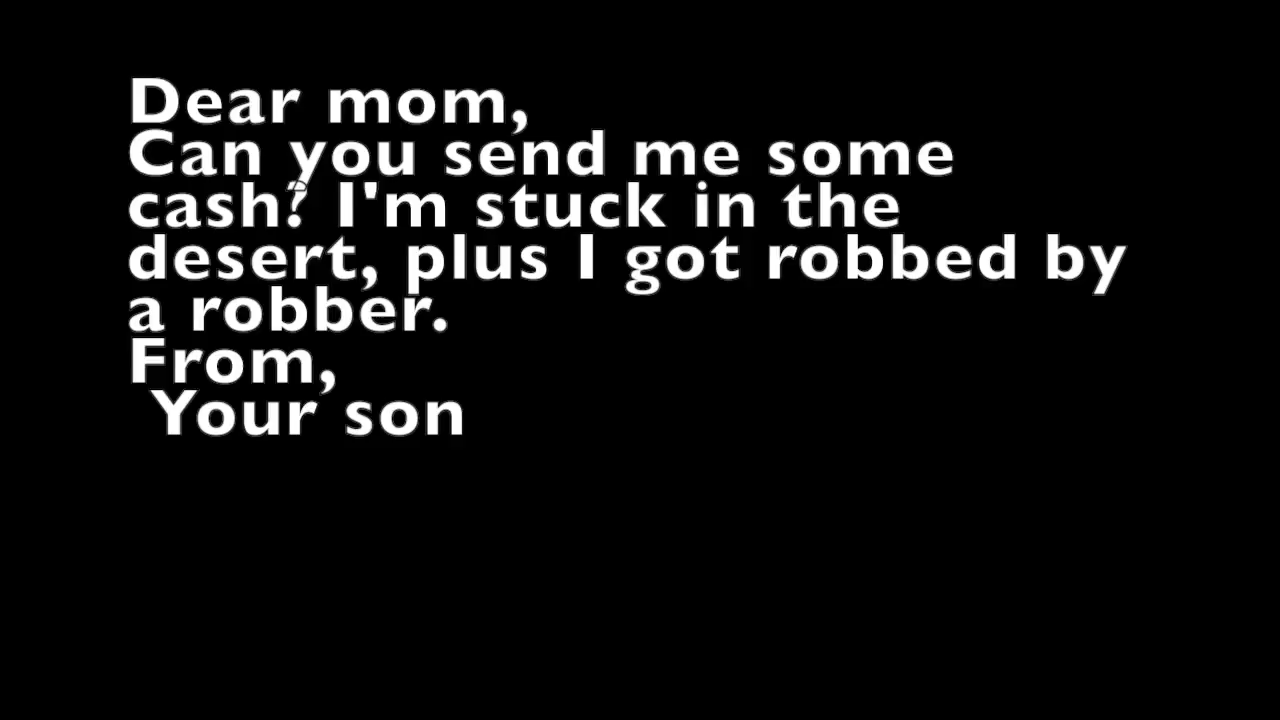 Dear mom,
Can you send me some
cash? I'm stuck in the
desert, plus I got robbed by
a robber.
From,
Your son